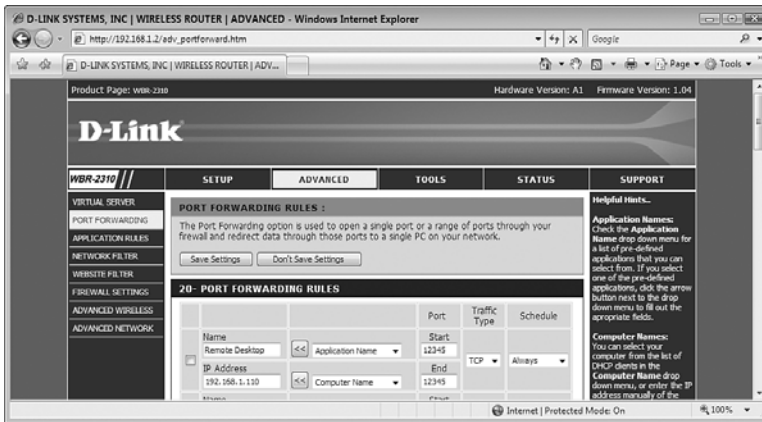 D-LINK SYSTEMS, INC | WIRELESS ROUTER | ADVANCED - Windows Internet Explorer
http://192.168.1.2/adv_portforward.htm
Google
D-LINK SYSTEMS, INC | WIRELESS ROUTER | ADV...
Page
Tools
Product Page: WBR-2310
Hardware Version: A1
Firmware Version: 1.04
D-Link
WBR-2310
SETUP
ADVANCED
TOOLS
STATUS
SUPPORT
VIRTUAL SERVER
PORT FORWARDING
APPLICATION RULES
NETWORK FILTER
WEBSITE FILTER
FIREWALL SETTINGS
ADVANCED WIRELESS
ADVANCED NETWORK
PORT FORWARDING RULES :
The Port Forwarding option is used to open a single port or a range of ports through your
firewall and redirect data through those ports to a single PC on your network.
Save Settings
Don't Save Settings
20- PORT FORWARDING RULES
Port
Traffic
Type
Schedule
Name
Start
Remote Desktop
<<
Application Name
12345
TCP
Always
IP Address
End
192.168.1.110
<<
Computer Name
12345
Name
Start
Helpful Hints..
Application Names:
Check the Application
Name drop down menu for
a list of pre-defined
applications that you can
select from. If you select
one of the pre-defined
applications, click the arrow
button next to the drop
down menu to fill out the
apropriate fields.
Computer Names:
You can select your
computer from the list of
DHCP clients in the
Computer Name drop
down menu, or enter the IP
address manually of the
Internet | Protected Mode: On
100%